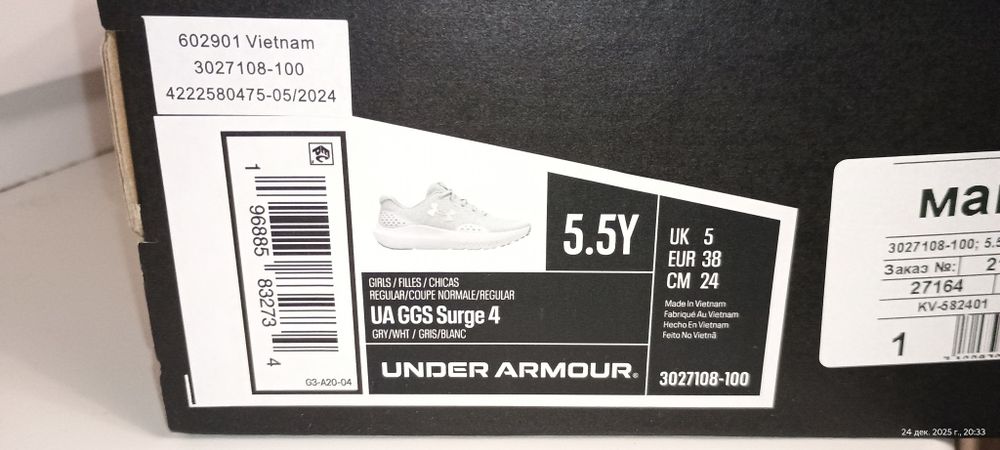 602901 Vietnam
3027108-100
4222580475-05/2024
1 96885 83273 4
G3-A20-04
GIRLS / FILLES / CHICAS
REGULAR/COUPE NORMALE/REGULAR
UA GGS Surge 4
GRY/WHT / GRIS/BLANC
UNDER ARMOUR®
5.5Y
UK 5
EUR 38
CM 24
Made In Vietnam
Fabriqué Au Vietnam
Hecho En Vietnam
Feito No Vietnã
3027108-100
3027108-100; 5.5
Заказ №:
27164
KV-582401
1
24 дек. 2025 г., 20:33